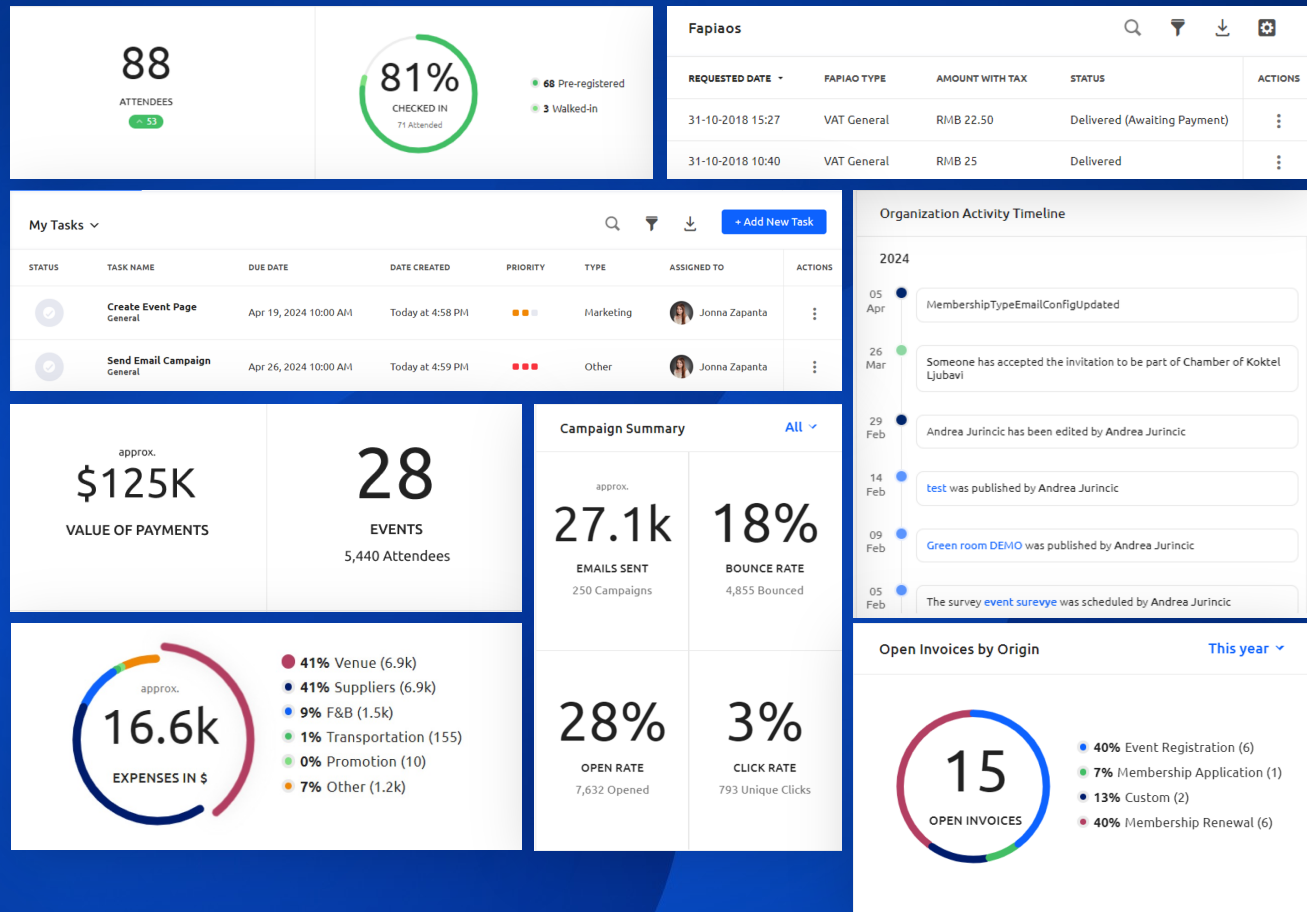 88
ATTENDEES
53
81%
CHECKED IN
71 Attended
68 Pre-registered
3 Walked-in
Fapiaos
REQUESTED DATE FAPIAO TYPE AMOUNT WITH TAX STATUS ACTIONS
31-10-2018 15:27 VAT General RMB 22.50 Delivered (Awaiting Payment)
31-10-2018 10:40 VAT General RMB 25 Delivered
My Tasks
+ Add New Task
STATUS TASK NAME DUE DATE DATE CREATED PRIORITY TYPE ASSIGNED TO ACTIONS
Create Event Page
General
Apr 19, 2024 10:00 AM Today at 4:58 PM Marketing Jonna Zapanta
Send Email Campaign
General
Apr 26, 2024 10:00 AM Today at 4:59 PM Other Jonna Zapanta
Organization Activity Timeline
2024
05
Apr
MembershipTypeEmailConfigUpdated
26
Mar
Someone has accepted the invitation to be part of Chamber of Koktel
Ljubavi
29
Feb
Andrea Jurincic has been edited by Andrea Jurincic
14
Feb
test was published by Andrea Jurincic
09
Feb
Green room DEMO was published by Andrea Jurincic
05
Feb
The survey event surevye was scheduled by Andrea Jurincic
approx.
$125K
VALUE OF PAYMENTS
28
EVENTS
5,440 Attendees
Campaign Summary
All
approx.
27.1k
EMAILS SENT
250 Campaigns
18%
BOUNCE RATE
4,855 Bounced
28%
OPEN RATE
7,632 Opened
3%
CLICK RATE
793 Unique Clicks
approx.
16.6k
EXPENSES IN $
41% Venue (6.9k)
41% Suppliers (6.9k)
9% F&B (1.5k)
1% Transportation (155)
0% Promotion (10)
7% Other (1.2k)
Open Invoices by Origin
This year
15
OPEN INVOICES
40% Event Registration (6)
7% Membership Application (1)
13% Custom (2)
40% Membership Renewal (6)